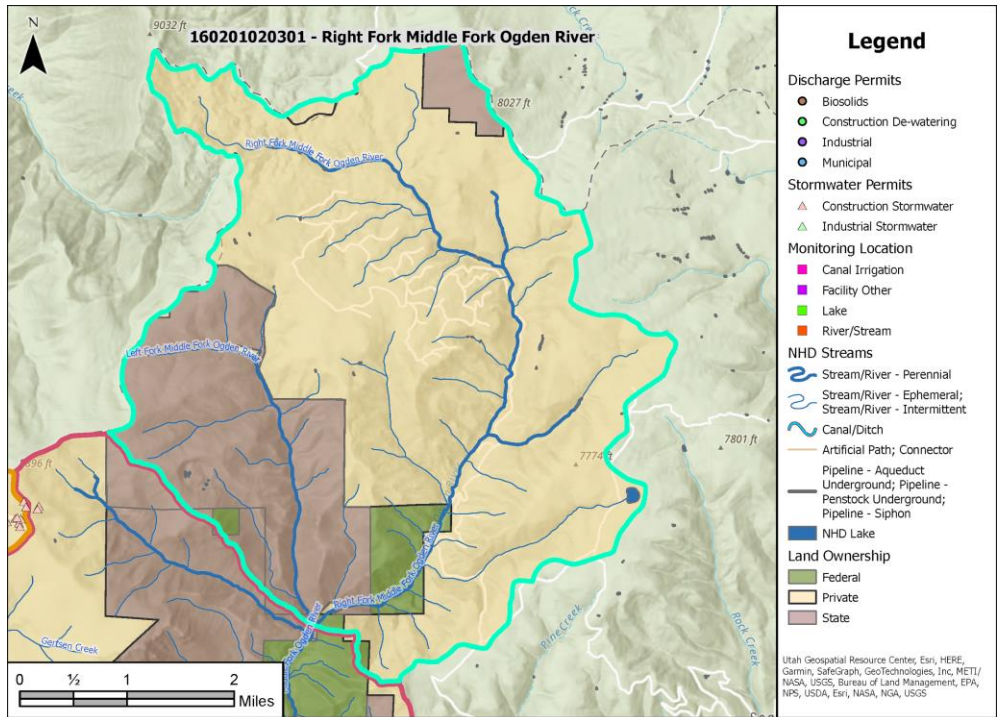 N
9032 ft
160201020301 - Right Fork Middle Fork Ogden River
8027 ft
Right Fork Middle Fork Ogden River
Left Fork Middle Fork Ogden River
7801 ft
7774 ft
Right Fork Middle Fork Ogden River
Fork Ogden River
Gertsen Creek
Pine Creek
Rock Creek
0 ½ 1 2
Miles
Legend
Discharge Permits
Biosolids
Construction De-watering
Industrial
Municipal
Stormwater Permits
Construction Stormwater
Industrial Stormwater
Monitoring Location
Canal Irrigation
Facility Other
Lake
River/Stream
NHD Streams
Stream/River - Perennial
Stream/River - Ephemeral;
Stream/River - Intermittent
Canal/Ditch
Artificial Path; Connector
Pipeline - Aqueduct
Underground; Pipeline -
Penstock Underground;
Pipeline - Siphon
NHD Lake
Land Ownership
Federal
Private
State
Utah Geospatial Resource Center, Esri, HERE,
Garmin, SafeGraph, GeoTechnologies, Inc, METI/
NASA, USGS, Bureau of Land Management, EPA,
NPS, USDA, Esri, NASA, NGA, USGS